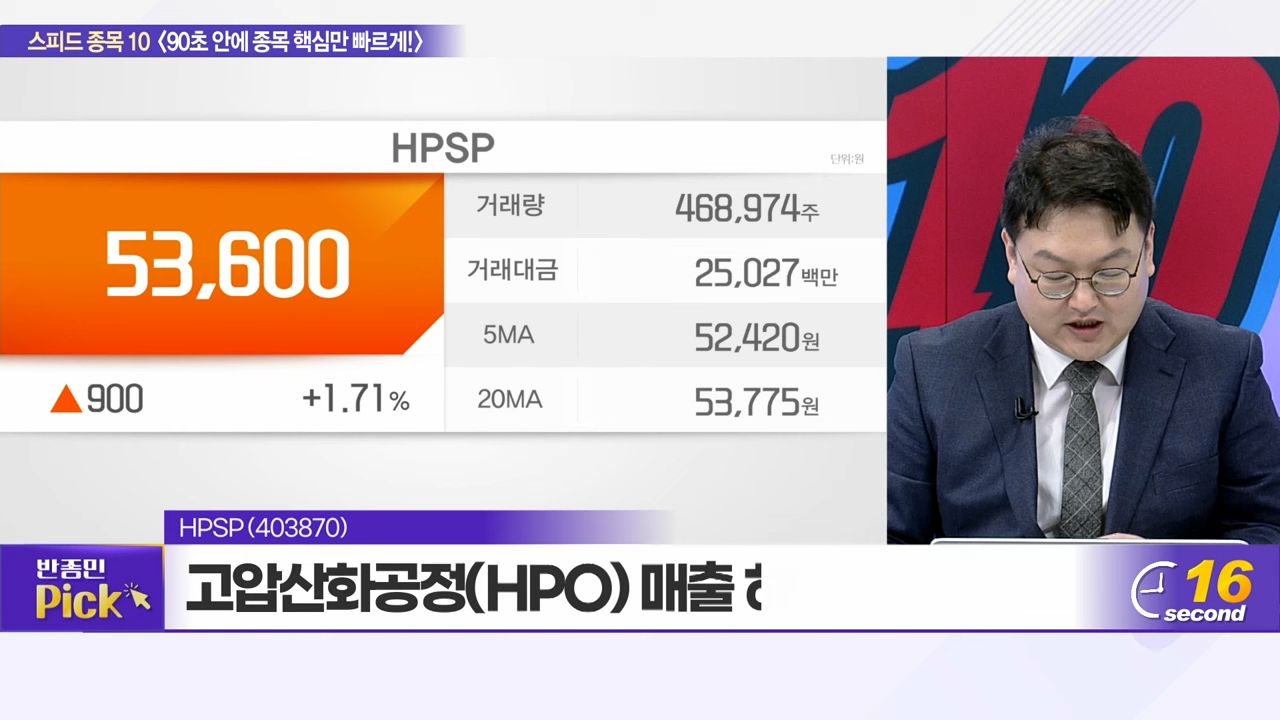 스피드 종목 10 〈90초 안에 종목 핵심만 빠르게!〉
HPSP
단위:원
53,600
▲900 +1.71%
거래량 468,974주
거래대금 25,027백만
5MA 52,420원
20MA 53,775원
10
HPSP(403870)
반종민
Pick
고압산화공정(HPO) 매출
16
second